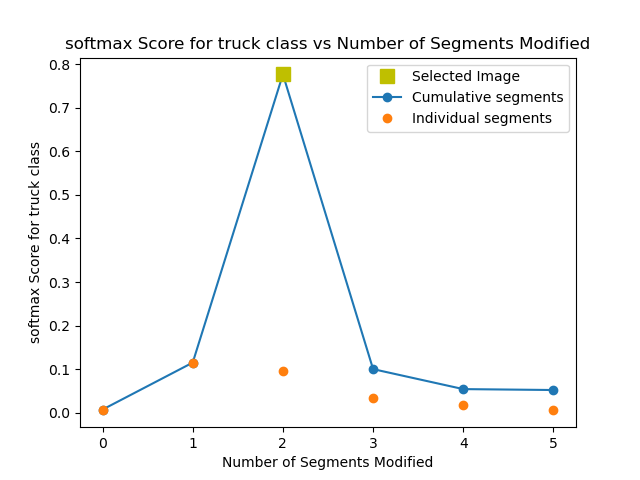 softmax Score for truck class vs Number of Segments Modified
Selected Image
Cumulative segments
Individual segments
softmax Score for truck class
0.8
0.7
0.6
0.5
0.4
0.3
0.2
0.1
0.0
0 1 2 3 4 5
Number of Segments Modified